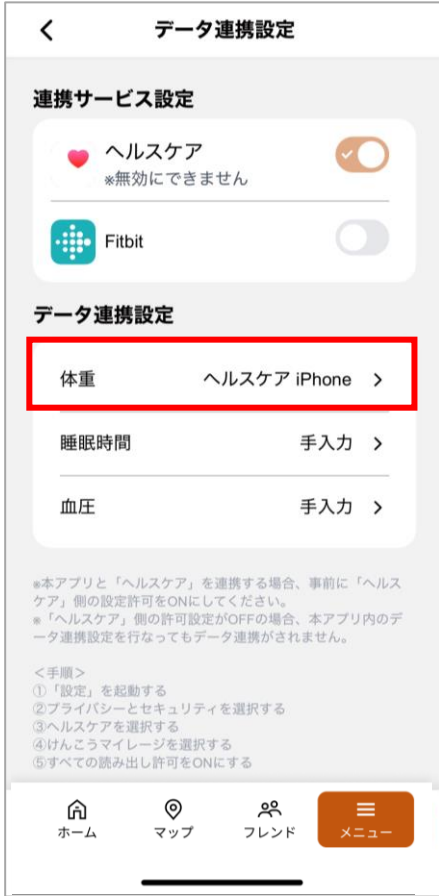 データ連携設定
連携サービス設定
ヘルスケア
※無効にできません
Fitbit
データ連携設定
体重 ヘルスケア iPhone
睡眠時間 手入力
血圧 手入力
※本アプリと「ヘルスケア」を連携する場合、事前に「ヘルス
ケア」側の設定許可をONにしてください。
※「ヘルスケア」側の許可設定がOFFの場合、本アプリ内のデ
ータ連携設定を行なってもデータ連携がされません。
＜手順＞
①「設定」を起動する
②プライバシーとセキュリティを選択する
③ヘルスケアを選択する
④けんこうマイレージを選択する
⑤すべての読み出し許可をONにする
ホーム マップ フレンド メニュー